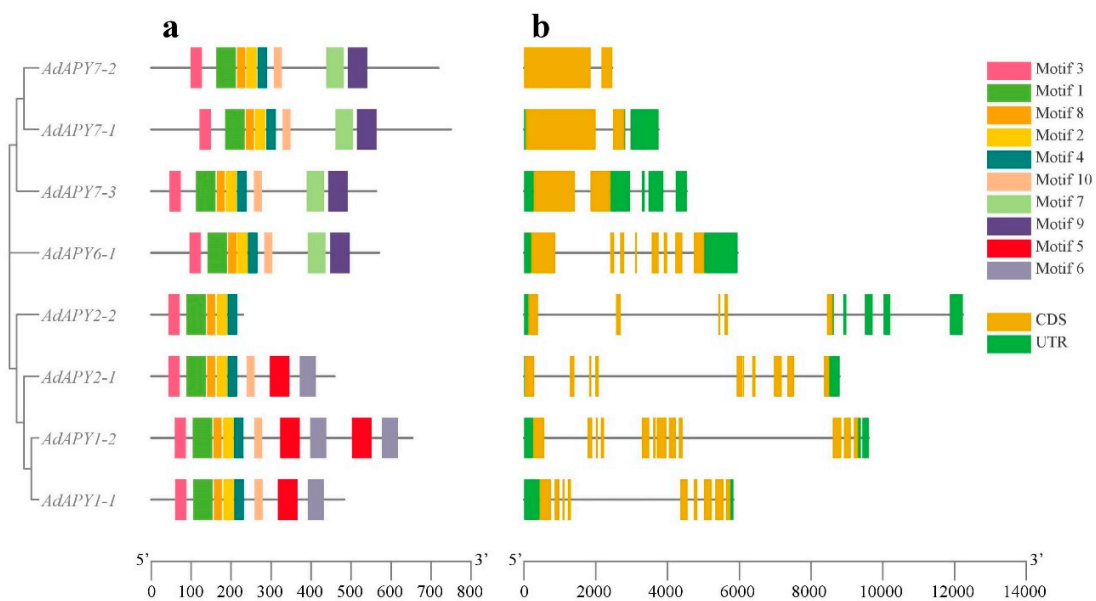 a
b
AdAPY7-2
AdAPY7-1
AdAPY7-3
AdAPY6-1
AdAPY2-2
AdAPY2-1
AdAPY1-2
AdAPY1-1
Motif 3
Motif 1
Motif 8
Motif 2
Motif 4
Motif 10
Motif 7
Motif 9
Motif 5
Motif 6
CDS
UTR
5’ 3’
0 100 200 300 400 500 600 700 800
5’ 3’
0 2000 4000 6000 8000 10000 12000 14000